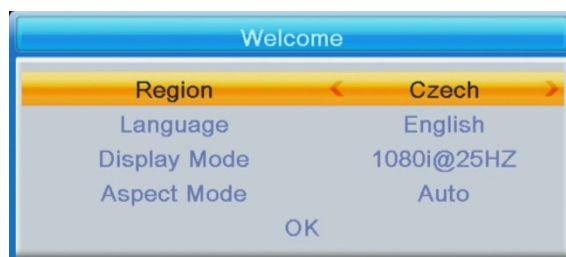 Welcome
Region < Czech >
Language English
Display Mode 1080i@25HZ
Aspect Mode Auto
OK